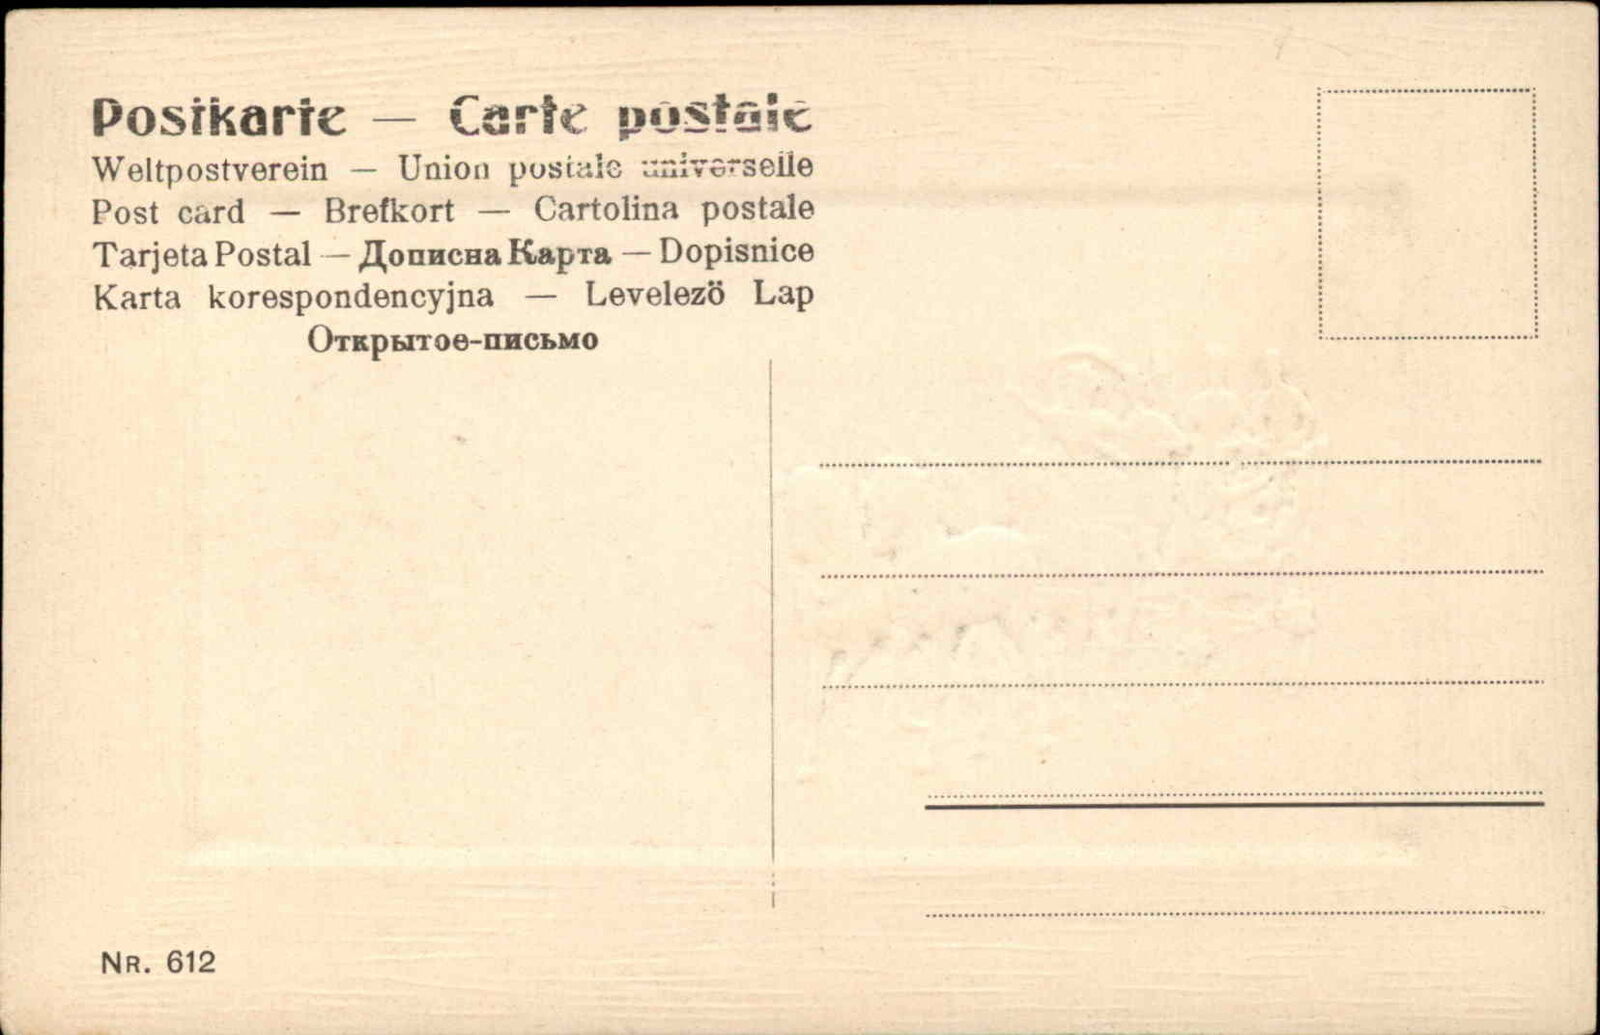 Postkarte — Carte postale
Weltpostverein — Union postale universelle
Post card — Brefkort — Cartolina postale
Tarjeta Postal — Дописна Карта — Dopisnice
Karta korespondencyjna — Levelezö Lap
Открытое-письмо
NR. 612